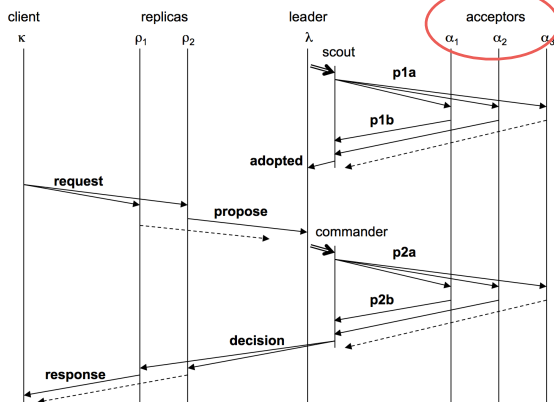 client replicas leader acceptors
κ ρ1 ρ2 λ α1 α2 α3
scout
p1a
p1b
adopted
request
propose
commander
p2a
p2b
decision
response